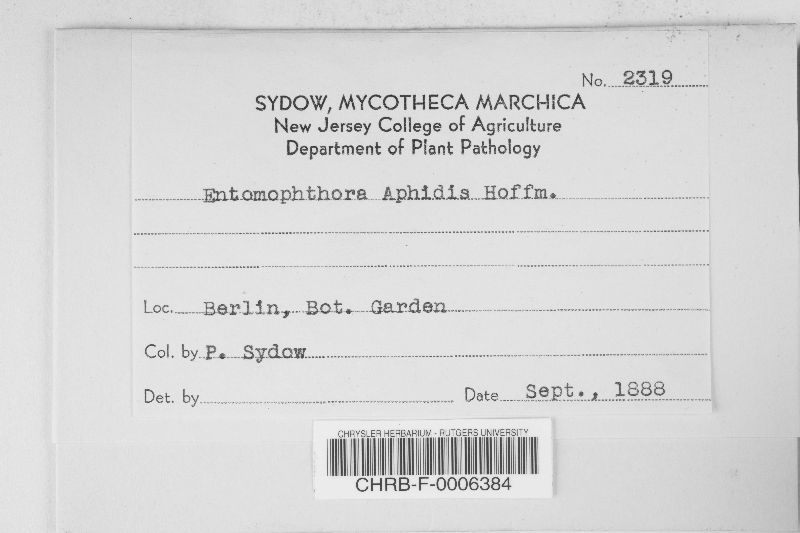 No. 2319
SYDOW, MYCOTHECA MARCHICA
New Jersey College of Agriculture
Department of Plant Pathology
Entomophthora Aphidis Hoffm.
Loc. Berlin, Bot. Garden
Col. by P. Sydow
Det. by
Date Sept., 1888
CHRYSLER HERBARIUM - RUTGERS UNIVERSITY
CHRB-F-0006384